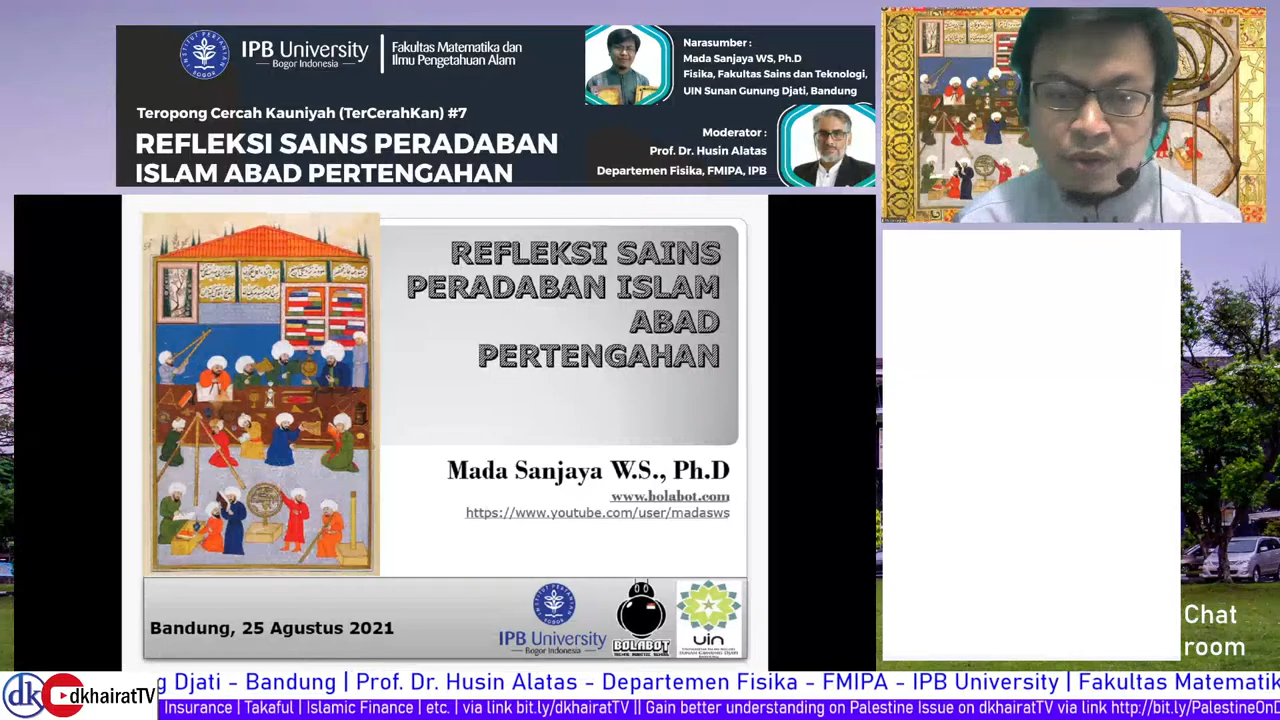 IPB University
Bogor Indonesia
Fakultas Matematika dan
Ilmu Pengetahuan Alam
Teropong Cercah Kauniyah (TerCerahKan) #7
REFLEKSI SAINS PERADABAN
ISLAM ABAD PERTENGAHAN
Narasumber :
Mada Sanjaya WS, Ph.D
Fisika, Fakultas Sains dan Teknologi,
UIN Sunan Gunung Djati, Bandung
Moderator :
Prof. Dr. Husin Alatas
Departemen Fisika, FMIPA, IPB
REFLEKSI SAINS
PERADABAN ISLAM
ABAD
PERTENGAHAN
Mada Sanjaya W.S., Ph.D
www.bolabot.com
https://www.youtube.com/user/madasws
Bandung, 25 Agustus 2021
IPB University
Bogor Indonesia
BOLABOT
uin
Chat
room
dk
dkhairatTV
g Djati - Bandung | Prof. Dr. Husin Alatas - Departemen Fisika - FMIPA - IPB University | Fakultas Matemat
Insurance | Takaful | Islamic Finance | etc. | via link bit.ly/dkhairatTV || Gain better understanding on Palestine Issue on dkhairatTV via link http://bit.ly/PalestineOnD